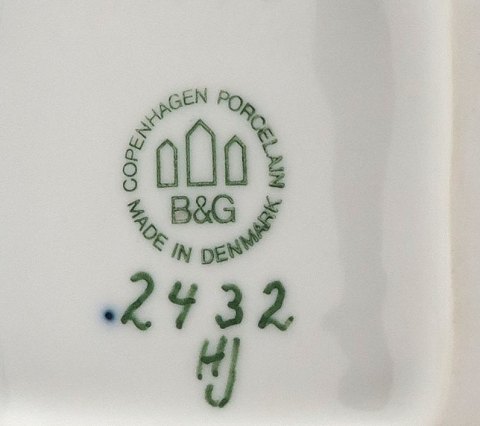 COPENHAGEN PORCELAIN
B&G
MADE IN DENMARK
2432
HJ